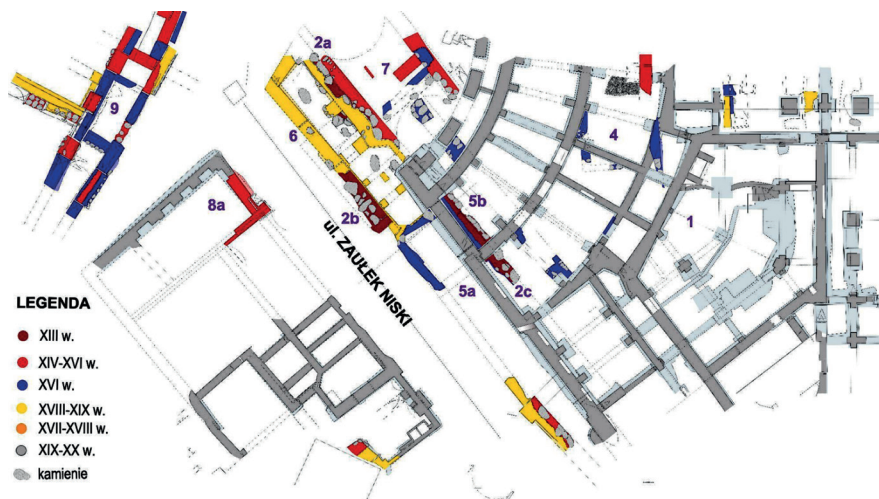 2a
7
9
4
6
8a
5b
2b
1
ul. ZAUŁEK NISKI
5a
2c
LEGENDA
XIII w.
XIV-XVI w.
XVI w.
XVIII-XIX w.
XVII-XVIII w.
XIX-XX w.
kamienie